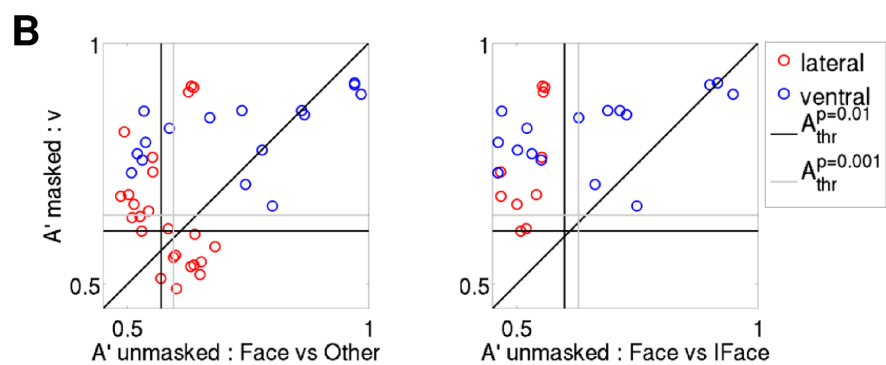 B
1
0.5
0.5
1
A' masked : v
A' unmasked : Face vs Other
1
0.5
0.5
1
A' unmasked : Face vs IFace
lateral
ventral
A^{p=0.01}_{thr}
A^{p=0.001}_{thr}